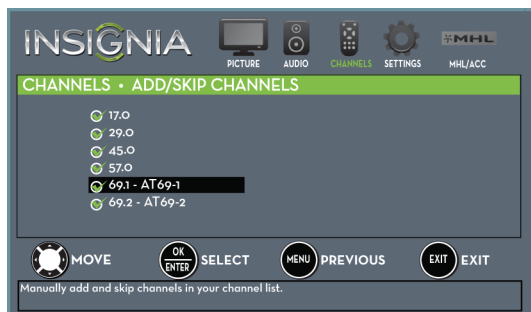 INSIGNIA
PICTURE AUDIO CHANNELS SETTINGS MHL MHL/ACC
CHANNELS • ADD/SKIP CHANNELS
17.0
29.0
45.0
57.0
69.1 - AT69-1
69.2 - AT69-2
MOVE OK ENTER SELECT MENU PREVIOUS EXIT EXIT
Manually add and skip channels in your channel list.